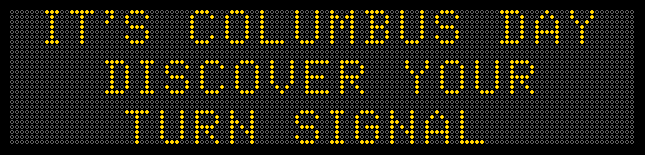 IT'S COLUMBUS DAY
DISCOVER YOUR
TURN SIGNAL